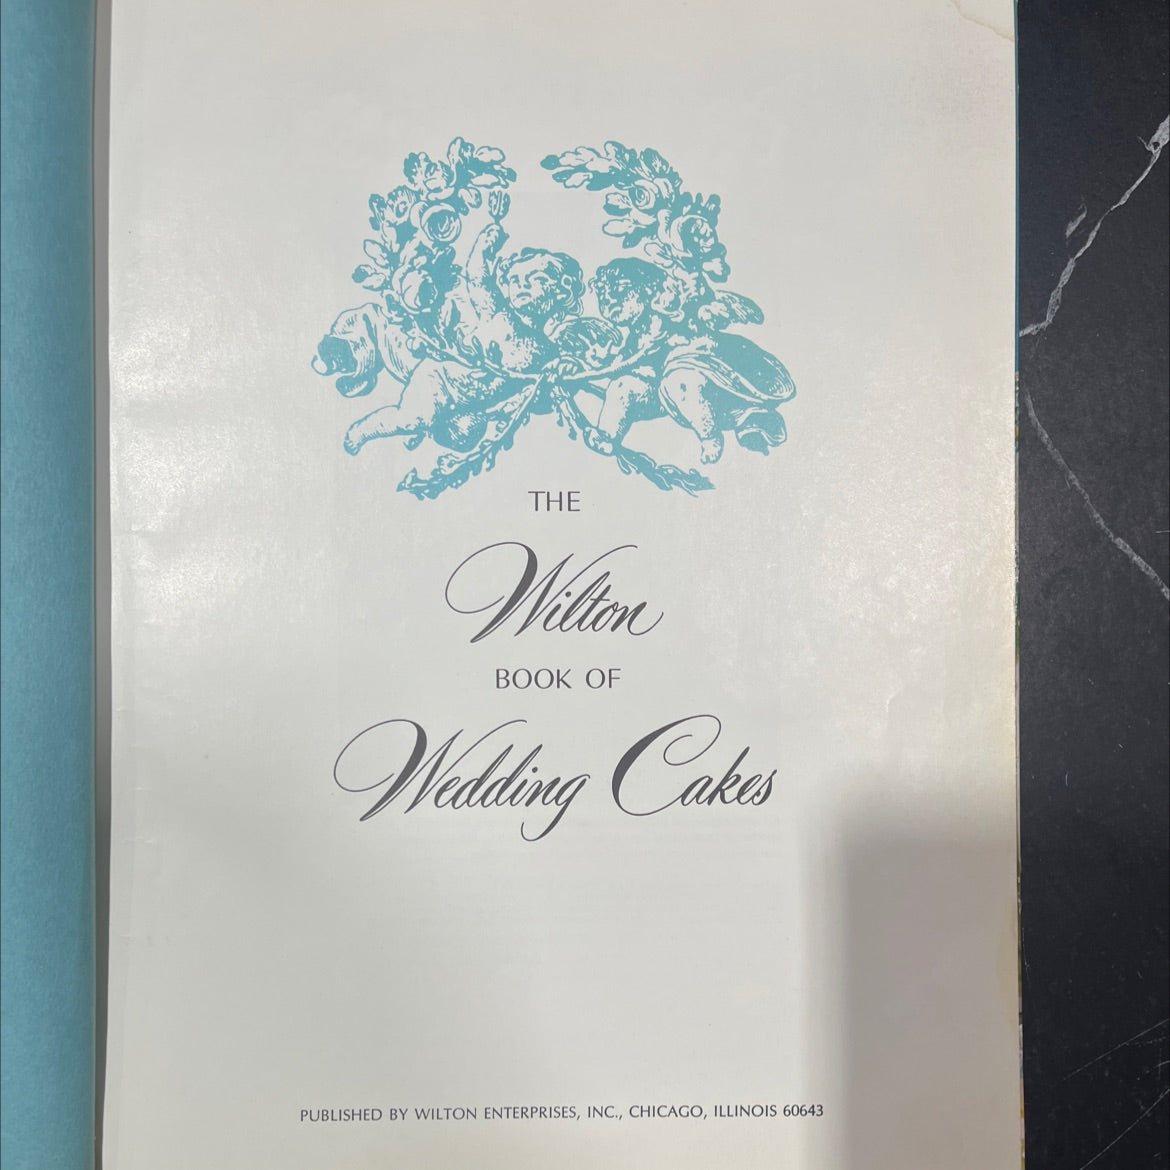 THE
Wilton
BOOK OF
Wedding Cakes
PUBLISHED BY WILTON ENTERPRISES, INC., CHICAGO, ILLINOIS 60643